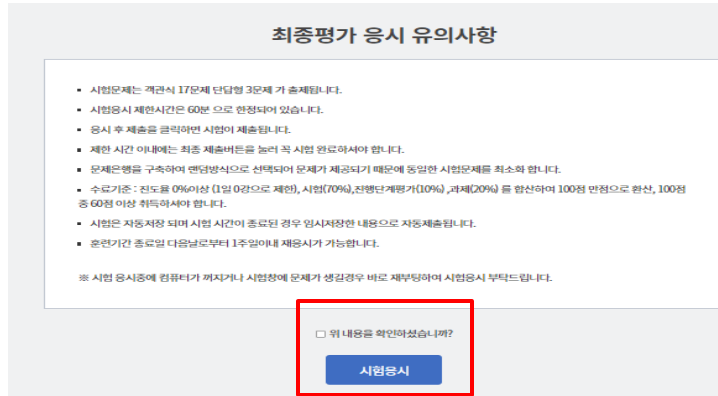 최종평가 응시 유의사항
▪ 시험문제는 객관식 17문제 단답형 3문제 가 출제됩니다.
▪ 시험응시 제한시간은 60분 으로 한정되어 있습니다.
▪ 응시 후 제출을 클릭하면 시험이 제출됩니다.
▪ 제한 시간 이내에는 최종 제출버튼을 눌러 꼭 시험 완료하셔야 합니다.
▪ 문제은행을 구축하여 랜덤방식으로 선택되어 문제가 제공되기 때문에 동일한 시험문제를 최소화 합니다.
▪ 수료기준 : 진도율 0%이상 (1일 0강으로 제한), 시험(70%),진행단계평가(10%) ,과제(20%) 를 합산하여 100점 만점으로 환산, 100점
중 60점 이상 취득하셔야 합니다.
▪ 시험은 자동저장 되며 시험 시간이 종료된 경우 임시저장한 내용으로 자동제출됩니다.
▪ 훈련기간 종료일 다음날로부터 1주일이내 재응시가 가능합니다.
※ 시험 응시중에 컴퓨터가 꺼지거나 시험창에 문제가 생길경우 바로 재부팅하여 시험응시 부탁드립니다.
위 내용을 확인하셨습니까?
시험응시